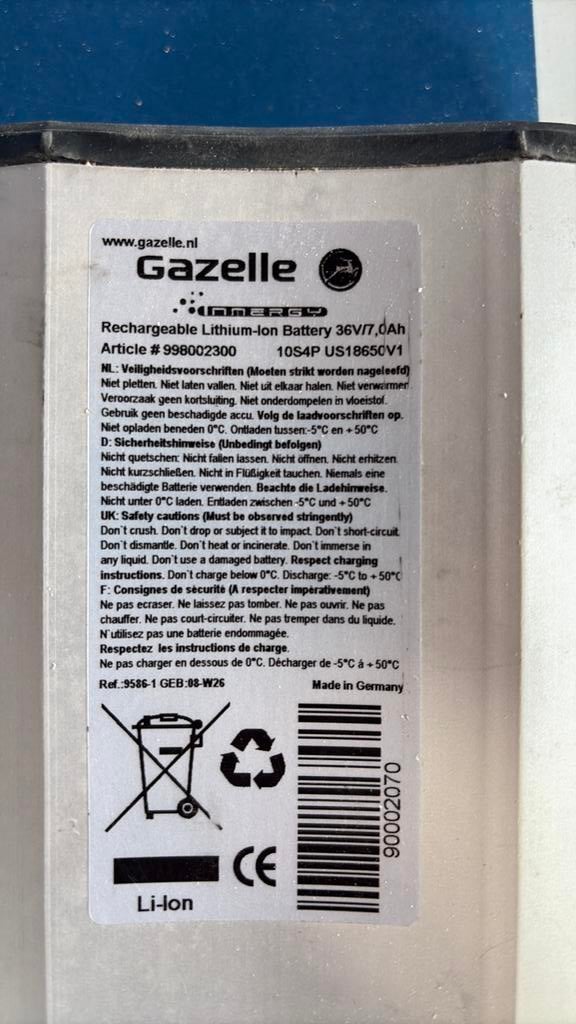 www.gazelle.nl
Gazelle
INNERGY
Rechargeable Lithium-Ion Battery 36V/7,0Ah
Article # 998002300 10S4P US18650V1
NL: Veiligheidsvoorschriften (Moeten strikt worden nageleefd)
Niet pletten. Niet laten vallen. Niet uit elkaar halen. Niet verwarmen
Veroorzaak geen kortsluiting. Niet onderdompelen in vloeistof.
Gebruik geen beschadigde accu. Volg de laadvoorschriften op.
Niet opladen beneden 0°C. Ontladen tussen:-5°C en +50°C
D: Sicherheitshinweise (Unbedingt befolgen)
Nicht quetschen: Nicht fallen lassen. Nicht öffnen. Nicht erhitzen.
Nicht kurzschließen. Nicht in Flüßigkeit tauchen. Niemals eine
beschädigte Batterie verwenden. Beachte die Ladehinweise.
Nicht unter 0°C laden. Entladen zwischen -5°C und +50°C
UK: Safety cautions (Must be observed stringently)
Don't crush. Don't drop or subject it to impact. Don't short-circuit.
Don't dismantle. Don't heat or incinerate. Don't immerse in
any liquid. Don't use a damaged battery. Respect charging
instructions. Don't charge below 0°C. Discharge: -5°C to +50°C
F: Consignes de sécurité (A respecter impérativement)
Ne pas ecraser. Ne laissez pas tomber. Ne pas ouvrir. Ne pas
chauffer. Ne pas court-circuiter. Ne pas tremper dans du liquide.
N'utilisez pas une batterie endommagée.
Respectez les instructions de charge.
Ne pas charger en dessous de 0°C. Décharger de -5°C á +50°C
Ref.:9586-1 GEB:08-W26 Made in Germany
90002070
CE
Li-Ion